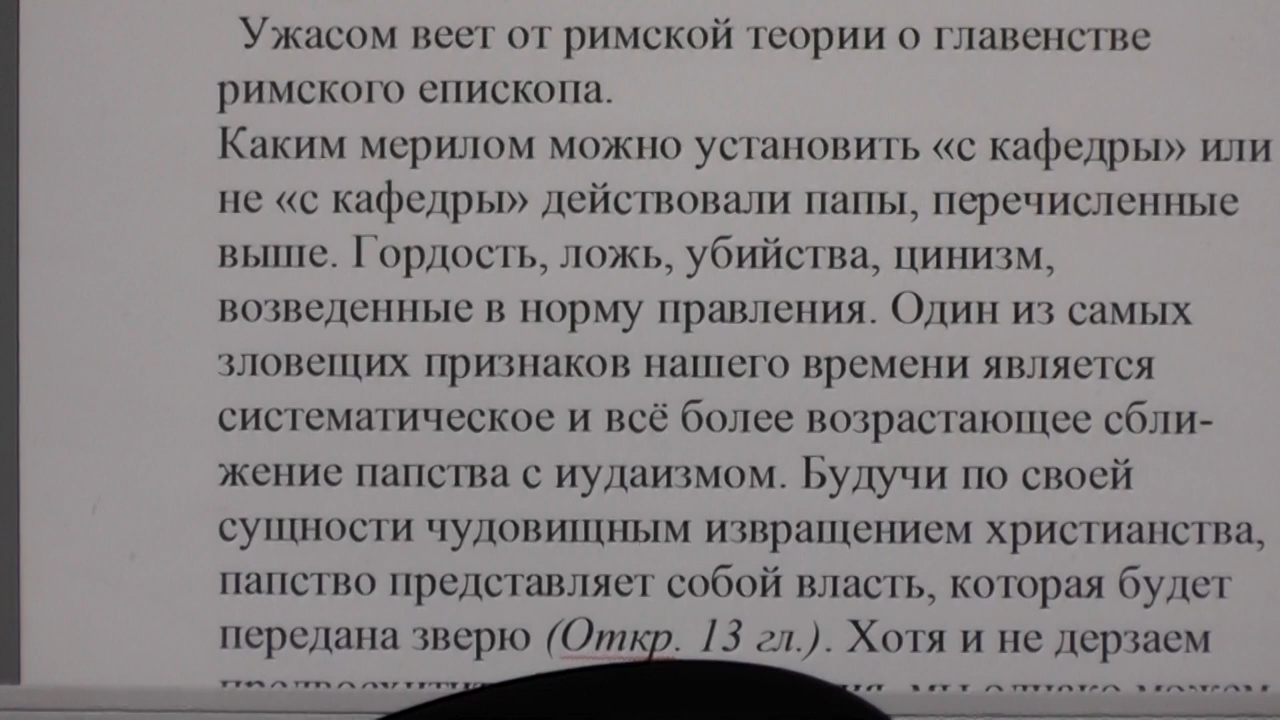 Ужасом веет от римской теории о главенстве
римского епископа.
Каким мерилом можно установить «с кафедры» или
не «с кафедры» действовали папы, перечисленные
выше. Гордость, ложь, убийства, цинизм,
возведенные в норму правления. Один из самых
зловещих признаков нашего времени является
систематическое и всё более возрастающее сбли-
жение папства с иудаизмом. Будучи по своей
сущности чудовищным извращением христианства,
папство представляет собой власть, которая будет
передана зверю (Откр. 13 гл.). Хотя и не дерзаем